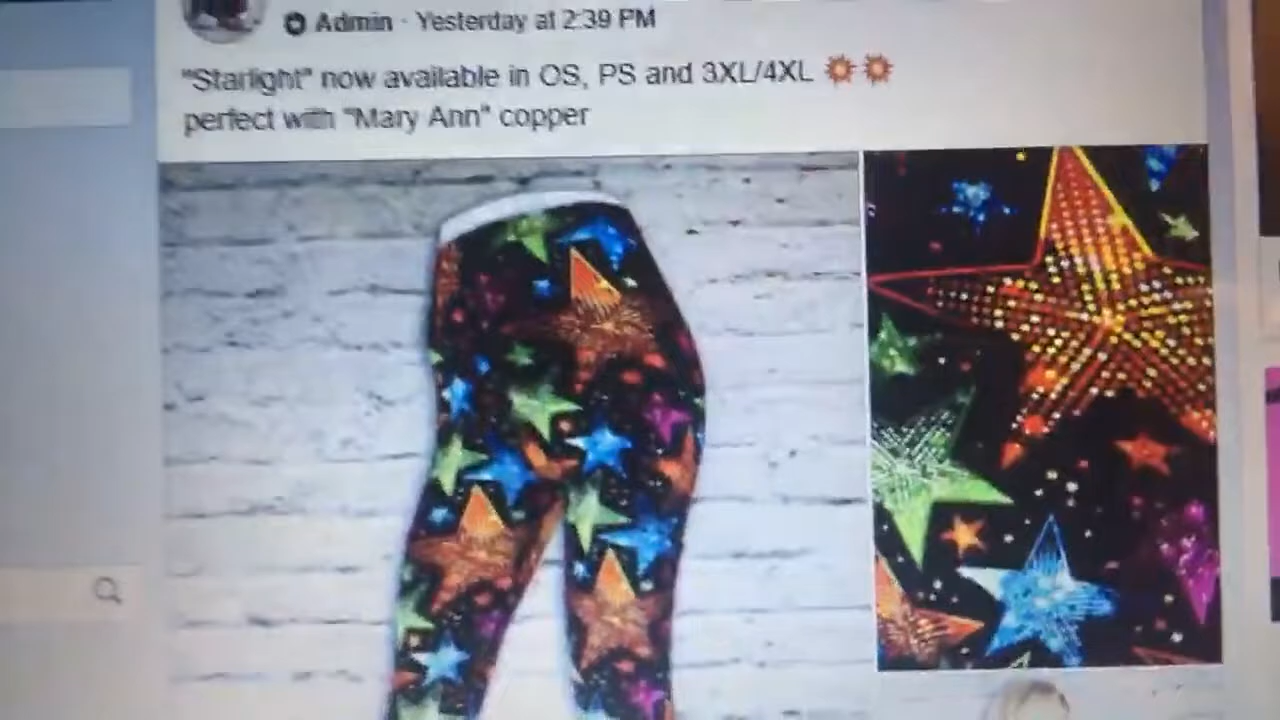 Admin · Yesterday at 2:39 PM
"Starlight" now available in OS, PS and 3XL/4XL 💥💥
perfect with "Mary Ann" copper